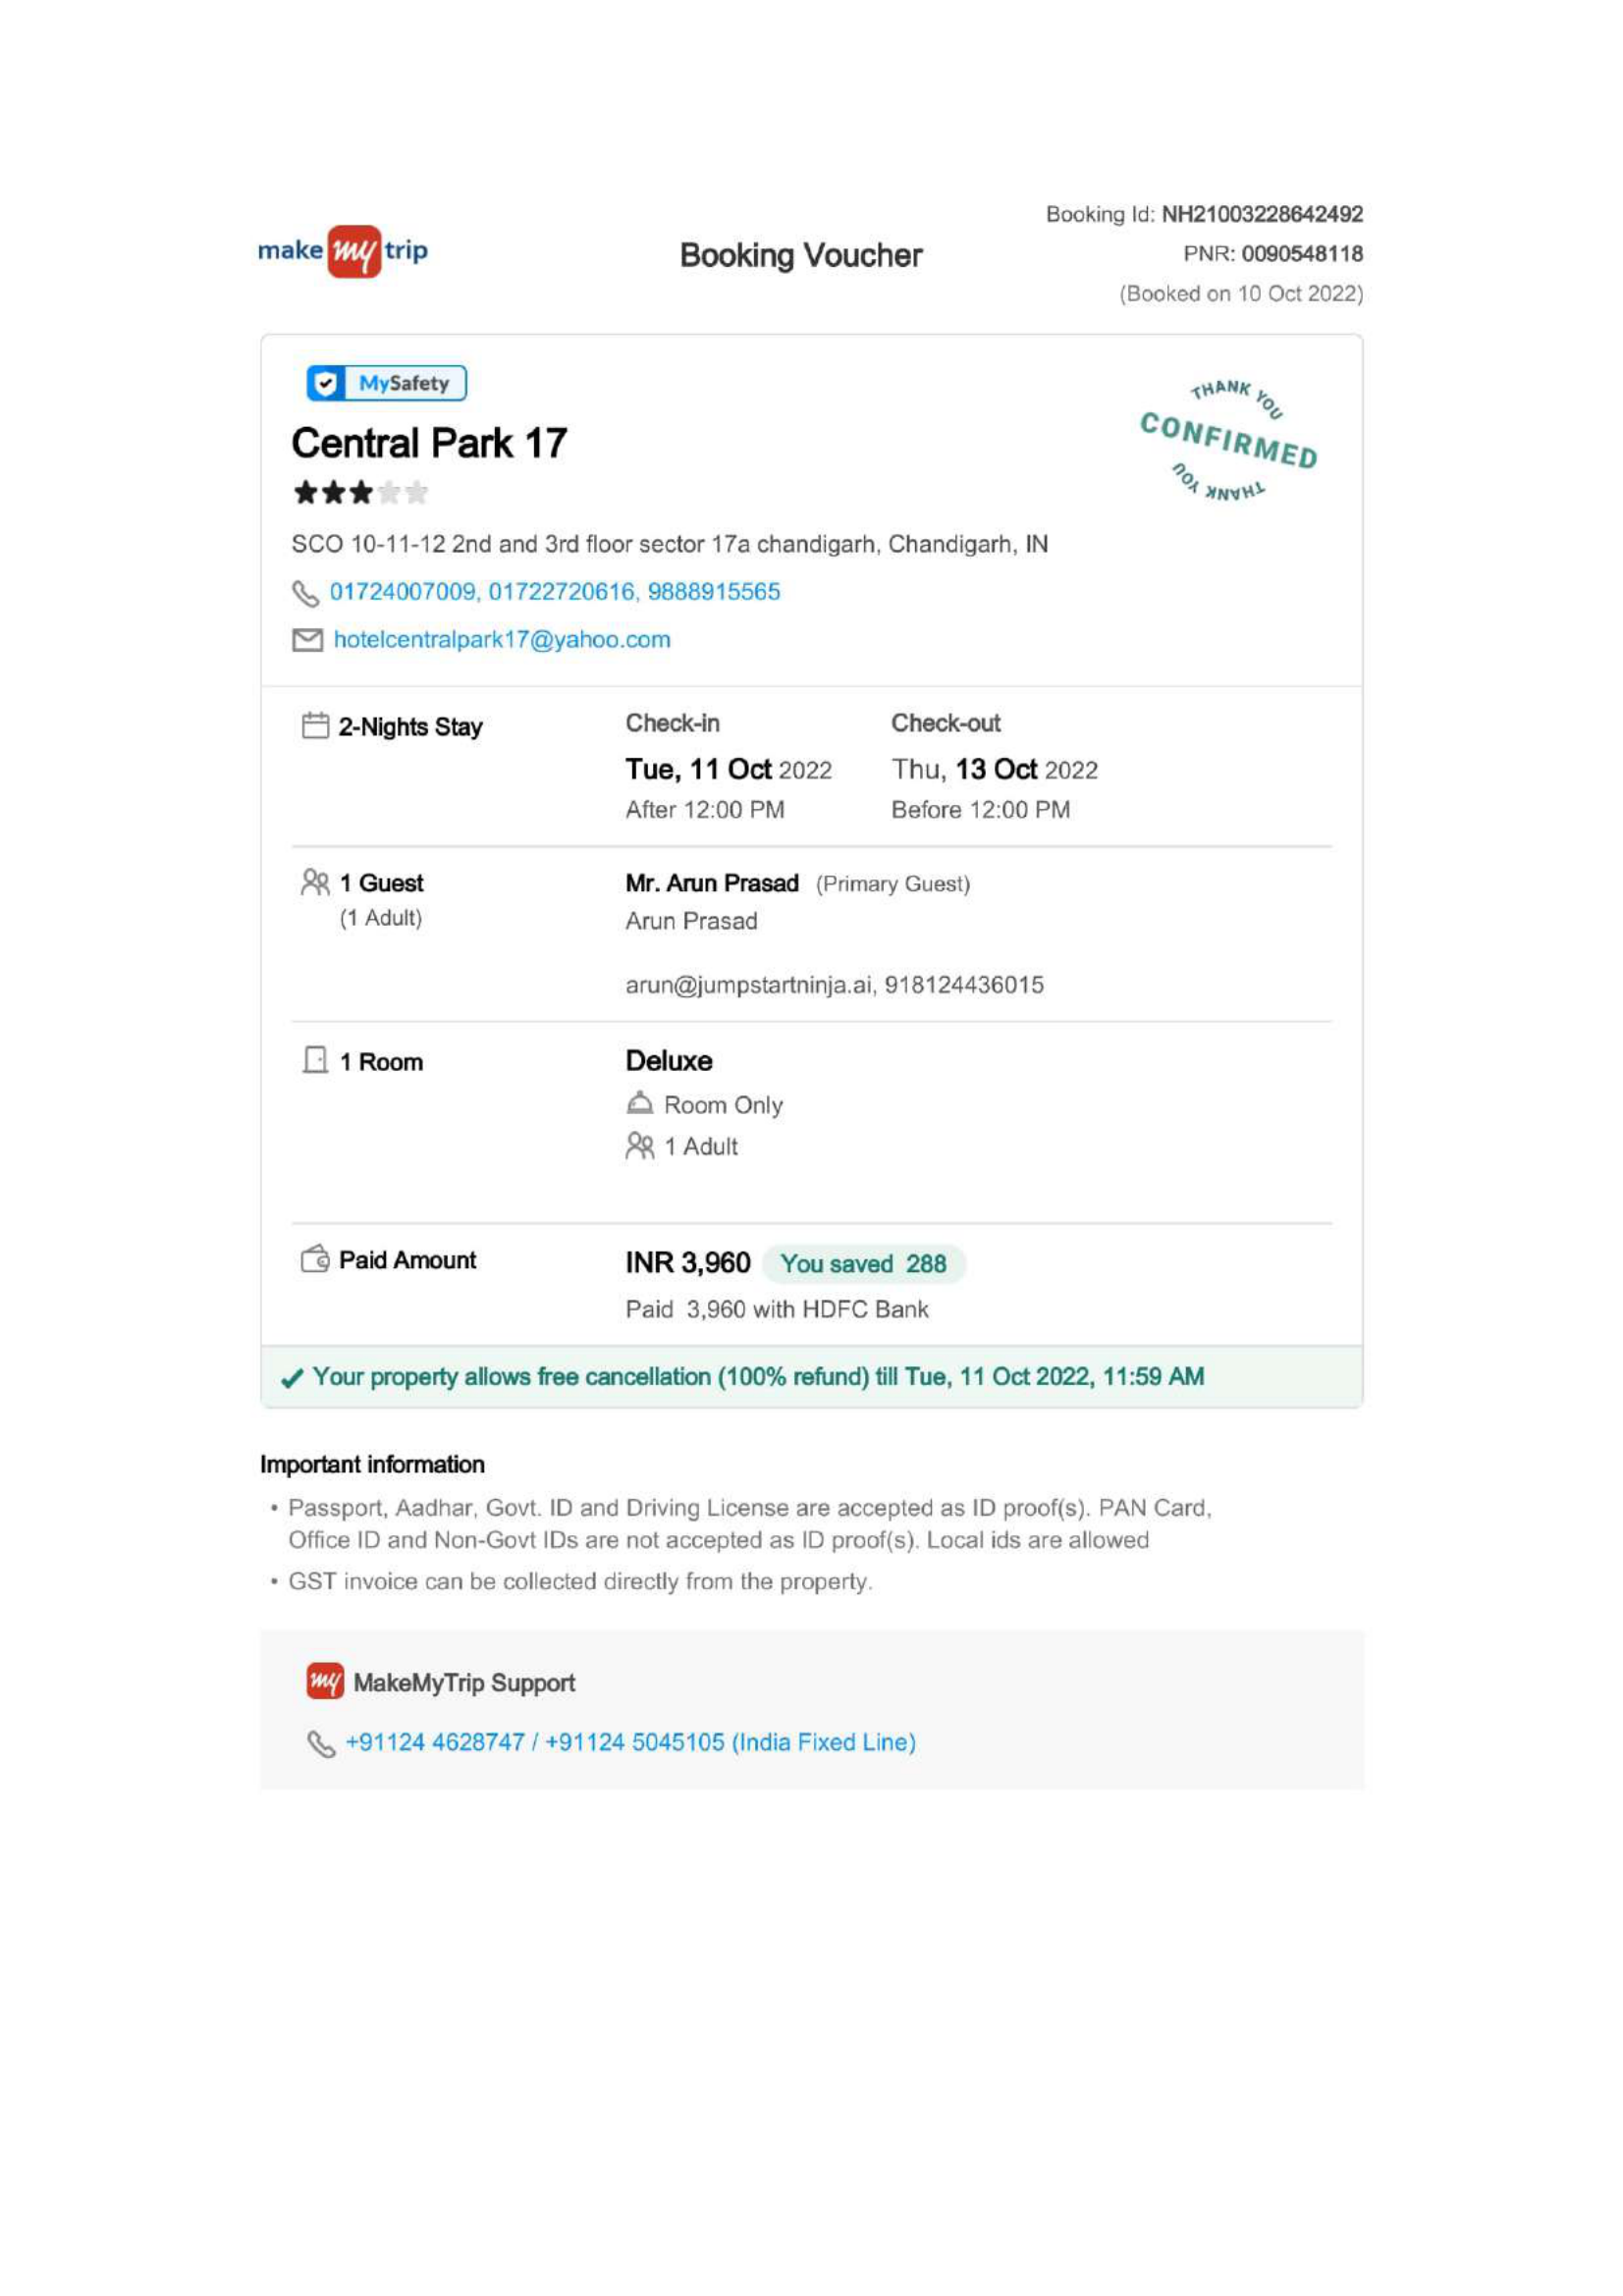 Booking Id: NH21003228642492
make my trip
Booking Voucher
PNR: 0090548118
(Booked on 10 Oct 2022)
MySafety
THANK YOU
CONFIRMED
THANK YOU
Central Park 17
SCO 10-11-12 2nd and 3rd floor sector 17a chandigarh, Chandigarh, IN
01724007009, 01722720616, 9888915565
hotelcentralpark17@yahoo.com
2-Nights Stay
Check-in
Check-out
Tue, 11 Oct 2022
Thu, 13 Oct 2022
After 12:00 PM
Before 12:00 PM
1 Guest
Mr. Arun Prasad (Primary Guest)
(1 Adult)
Arun Prasad
arun@jumpstartninja.ai, 918124436015
1 Room
Deluxe
Room Only
1 Adult
Paid Amount
INR 3,960 You saved 288
Paid 3,960 with HDFC Bank
Your property allows free cancellation (100% refund) till Tue, 11 Oct 2022, 11:59 AM
Important information
• Passport, Aadhar, Govt. ID and Driving License are accepted as ID proof(s). PAN Card,
Office ID and Non-Govt IDs are not accepted as ID proof(s). Local ids are allowed
• GST invoice can be collected directly from the property.
my MakeMyTrip Support
+91124 4628747 / +91124 5045105 (India Fixed Line)